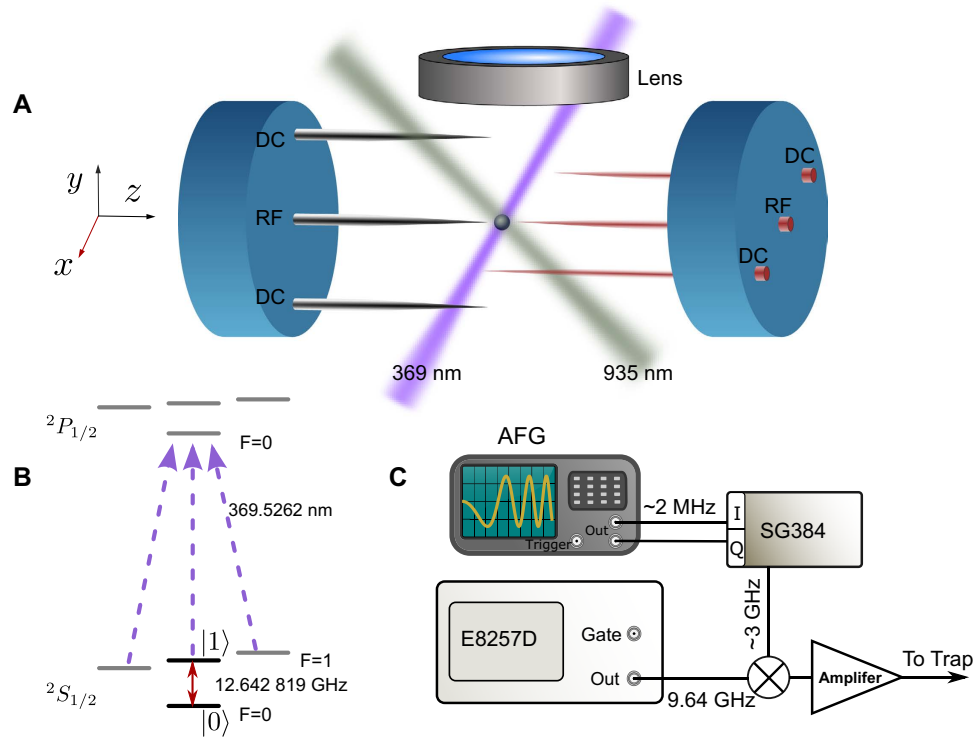 A
Lens
DC
RF
DC
DC
RF
DC
y
z
x
369 nm
935 nm
B
²P₁/₂
F=0
369.5262 nm
|1⟩
F=1
12.642 819 GHz
²S₁/₂
|0⟩
F=0
C
AFG
Out
Trigger
~2 MHz
I
Q
SG384
~3 GHz
E8257D
Gate
Out
9.64 GHz
Amplifer
To Trap